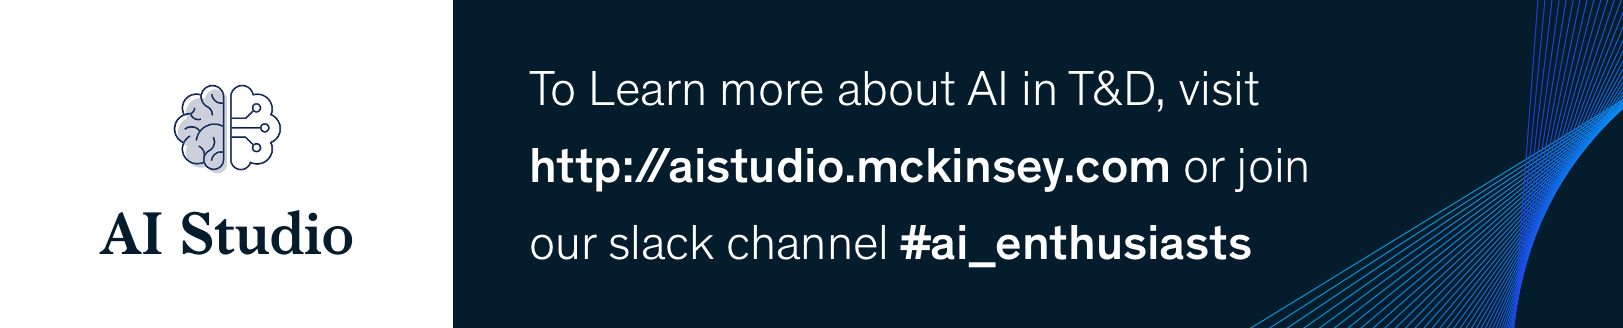 AI Studio
To Learn more about AI in T&D, visit
http://aistudio.mckinsey.com or join
our slack channel #ai_enthusiasts